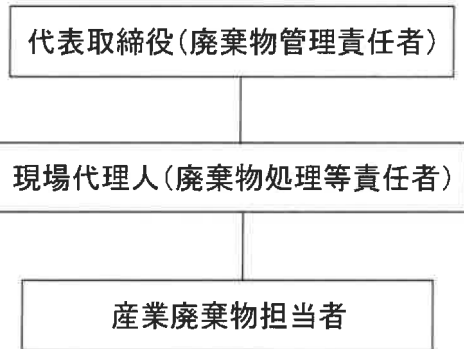 代表取締役(廃棄物管理責任者)
現場代理人(廃棄物処理等責任者)
産業廃棄物担当者